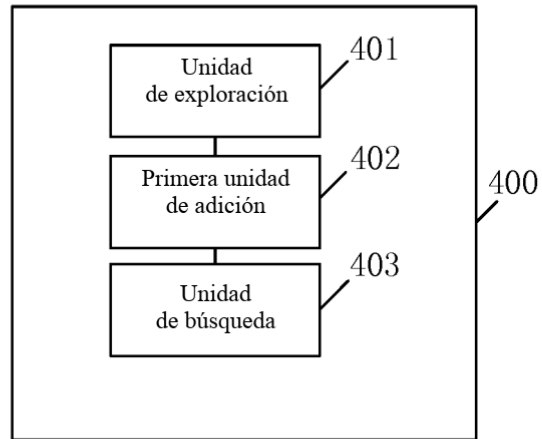 Unidad
de exploración
401
Primera unidad
de adición
402
400
Unidad
de búsqueda
403